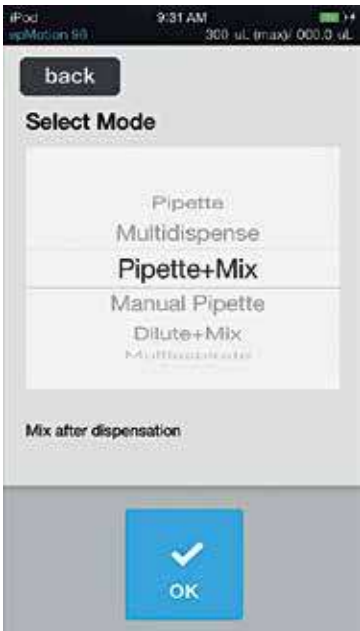 iPod 9:31 AM
epMotion 96 300 uL (max)/ 000.0 uL
back
Select Mode
Pipette
Multidispense
Pipette+Mix
Manual Pipette
Dilute+Mix
Multiaspirate
Mix after dispensation
OK